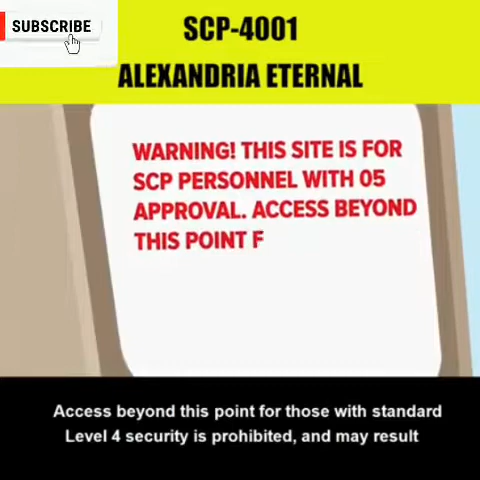 SUBSCRIBE
SCP-4001
ALEXANDRIA ETERNAL
WARNING! THIS SITE IS FOR
SCP PERSONNEL WITH 05
APPROVAL. ACCESS BEYOND
THIS POINT F
Access beyond this point for those with standard
Level 4 security is prohibited, and may result